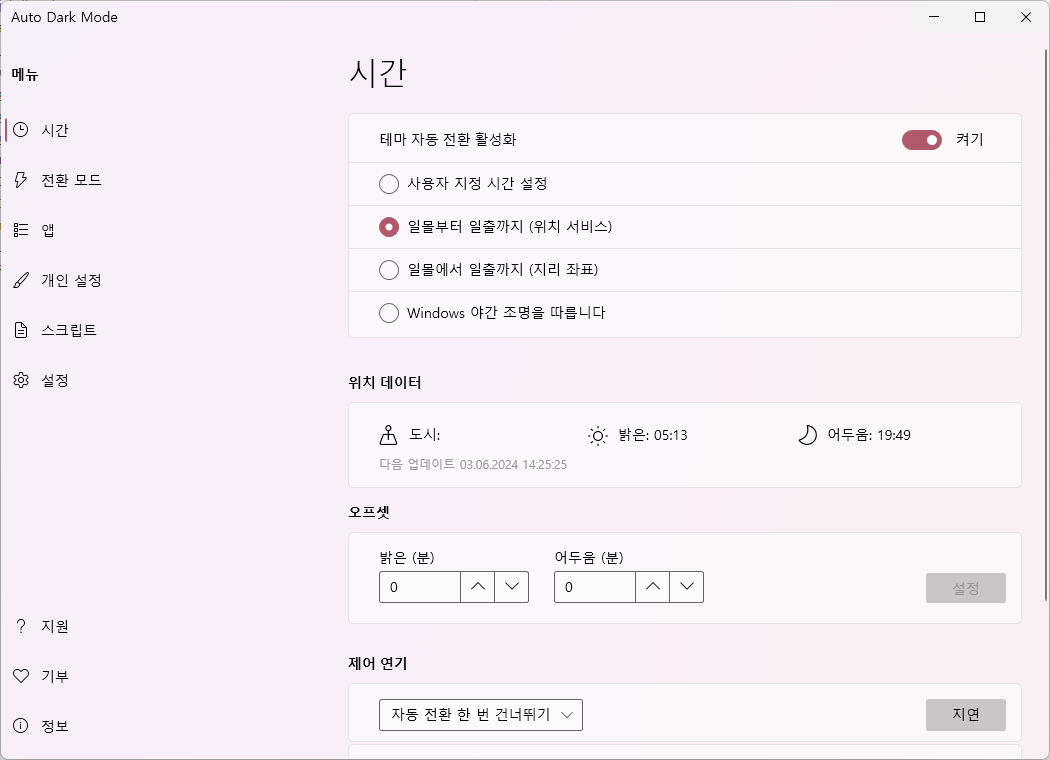 Auto Dark Mode
메뉴
시간
전환 모드
앱
개인 설정
스크립트
설정
지원
기부
정보
시간
테마 자동 전환 활성화
켜기
사용자 지정 시간 설정
일몰부터 일출까지 (위치 서비스)
일몰에서 일출까지 (지리 좌표)
Windows 야간 조명을 따릅니다
위치 데이터
도시:
밝은: 05:13
어두움: 19:49
다음 업데이트 03.06.2024 14:25:25
오프셋
밝은 (분)
어두움 (분)
0
0
설정
제어 연기
자동 전환 한 번 건너뛰기
지연